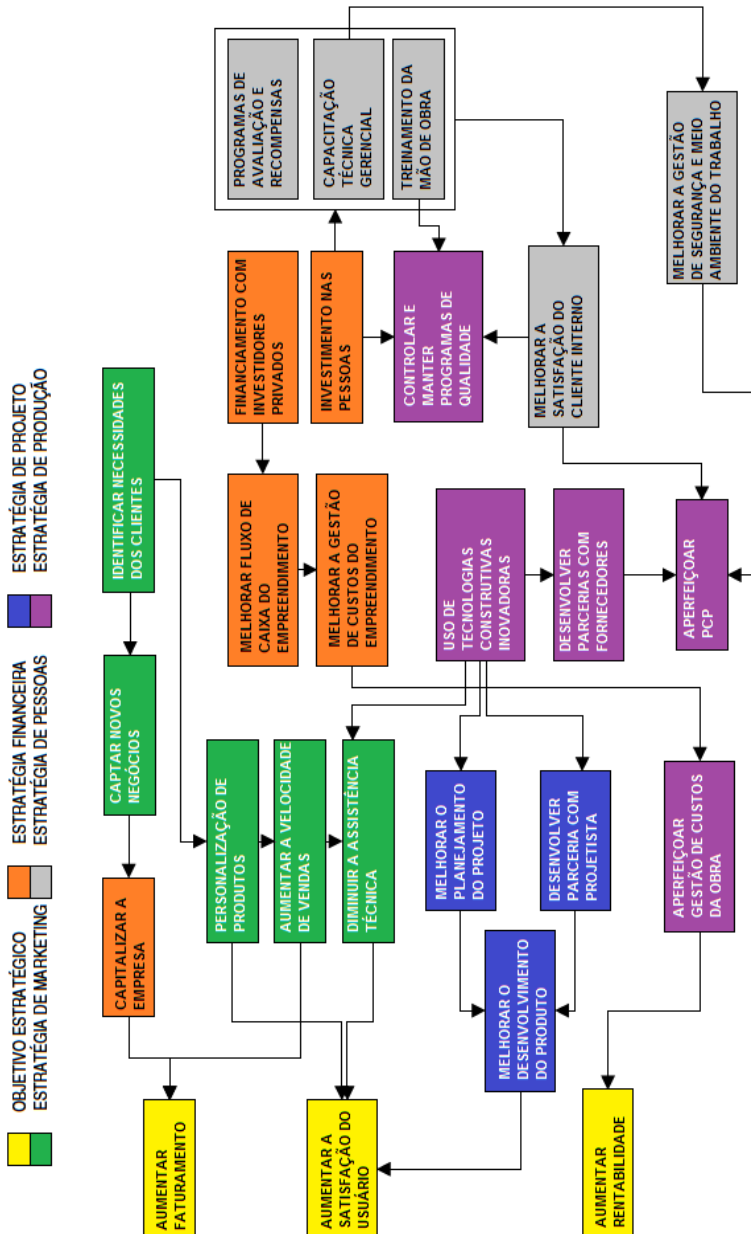 OBJETIVO ESTRATÉGICO
ESTRATÉGIA DE MARKETING
ESTRATÉGIA FINANCEIRA
ESTRATÉGIA DE PESSOAS
ESTRATÉGIA DE PROJETO
ESTRATÉGIA DE PRODUÇÃO
AUMENTAR
FATURAMENTO
CAPITALIZAR A
EMPRESA
CAPTAR NOVOS
NEGÓCIOS
IDENTIFICAR NECESSIDADES
DOS CLIENTES
AUMENTAR A
SATISFAÇÃO DO
USUÁRIO
PERSONALIZAÇÃO DE
PRODUTOS
AUMENTAR A VELOCIDADE
DE VENDAS
DIMINUIR A ASSISTÊNCIA
TÉCNICA
MELHORAR FLUXO DE
CAIXA DO
EMPREENDIMENTO
MELHORAR A GESTÃO
DE CUSTOS DO
EMPREENDIMENTO
FINANCIAMENTO COM
INVESTIDORES
PRIVADOS
INVESTIMENTO NAS
PESSOAS
PROGRAMAS DE
AVALIAÇÃO E
RECOMPENSAS
CAPACITAÇÃO
TÉCNICA
GERENCIAL
TREINAMENTO DA
MÃO DE OBRA
MELHORAR O
DESENVOLVIMENTO
DO PRODUTO
MELHORAR O
PLANEJAMENTO
DO PROJETO
DESENVOLVER
PARCERIA COM
PROJETISTA
USO DE
TECNOLOGIAS
CONSTRUTIVAS
INOVADORAS
DESENVOLVER
PARCERIAS COM
FORNECEDORES
CONTROLAR E
MANTER
PROGRAMAS DE
QUALIDADE
MELHORAR A
SATISFAÇÃO DO
CLIENTE INTERNO
AUMENTAR
RENTABILIDADE
APERFEIÇOAR
GESTÃO DE CUSTOS
DA OBRA
APERFEIÇOAR
PCP
MELHORAR A GESTÃO
DE SEGURANÇA E MEIO
AMBIENTE DO TRABALHO